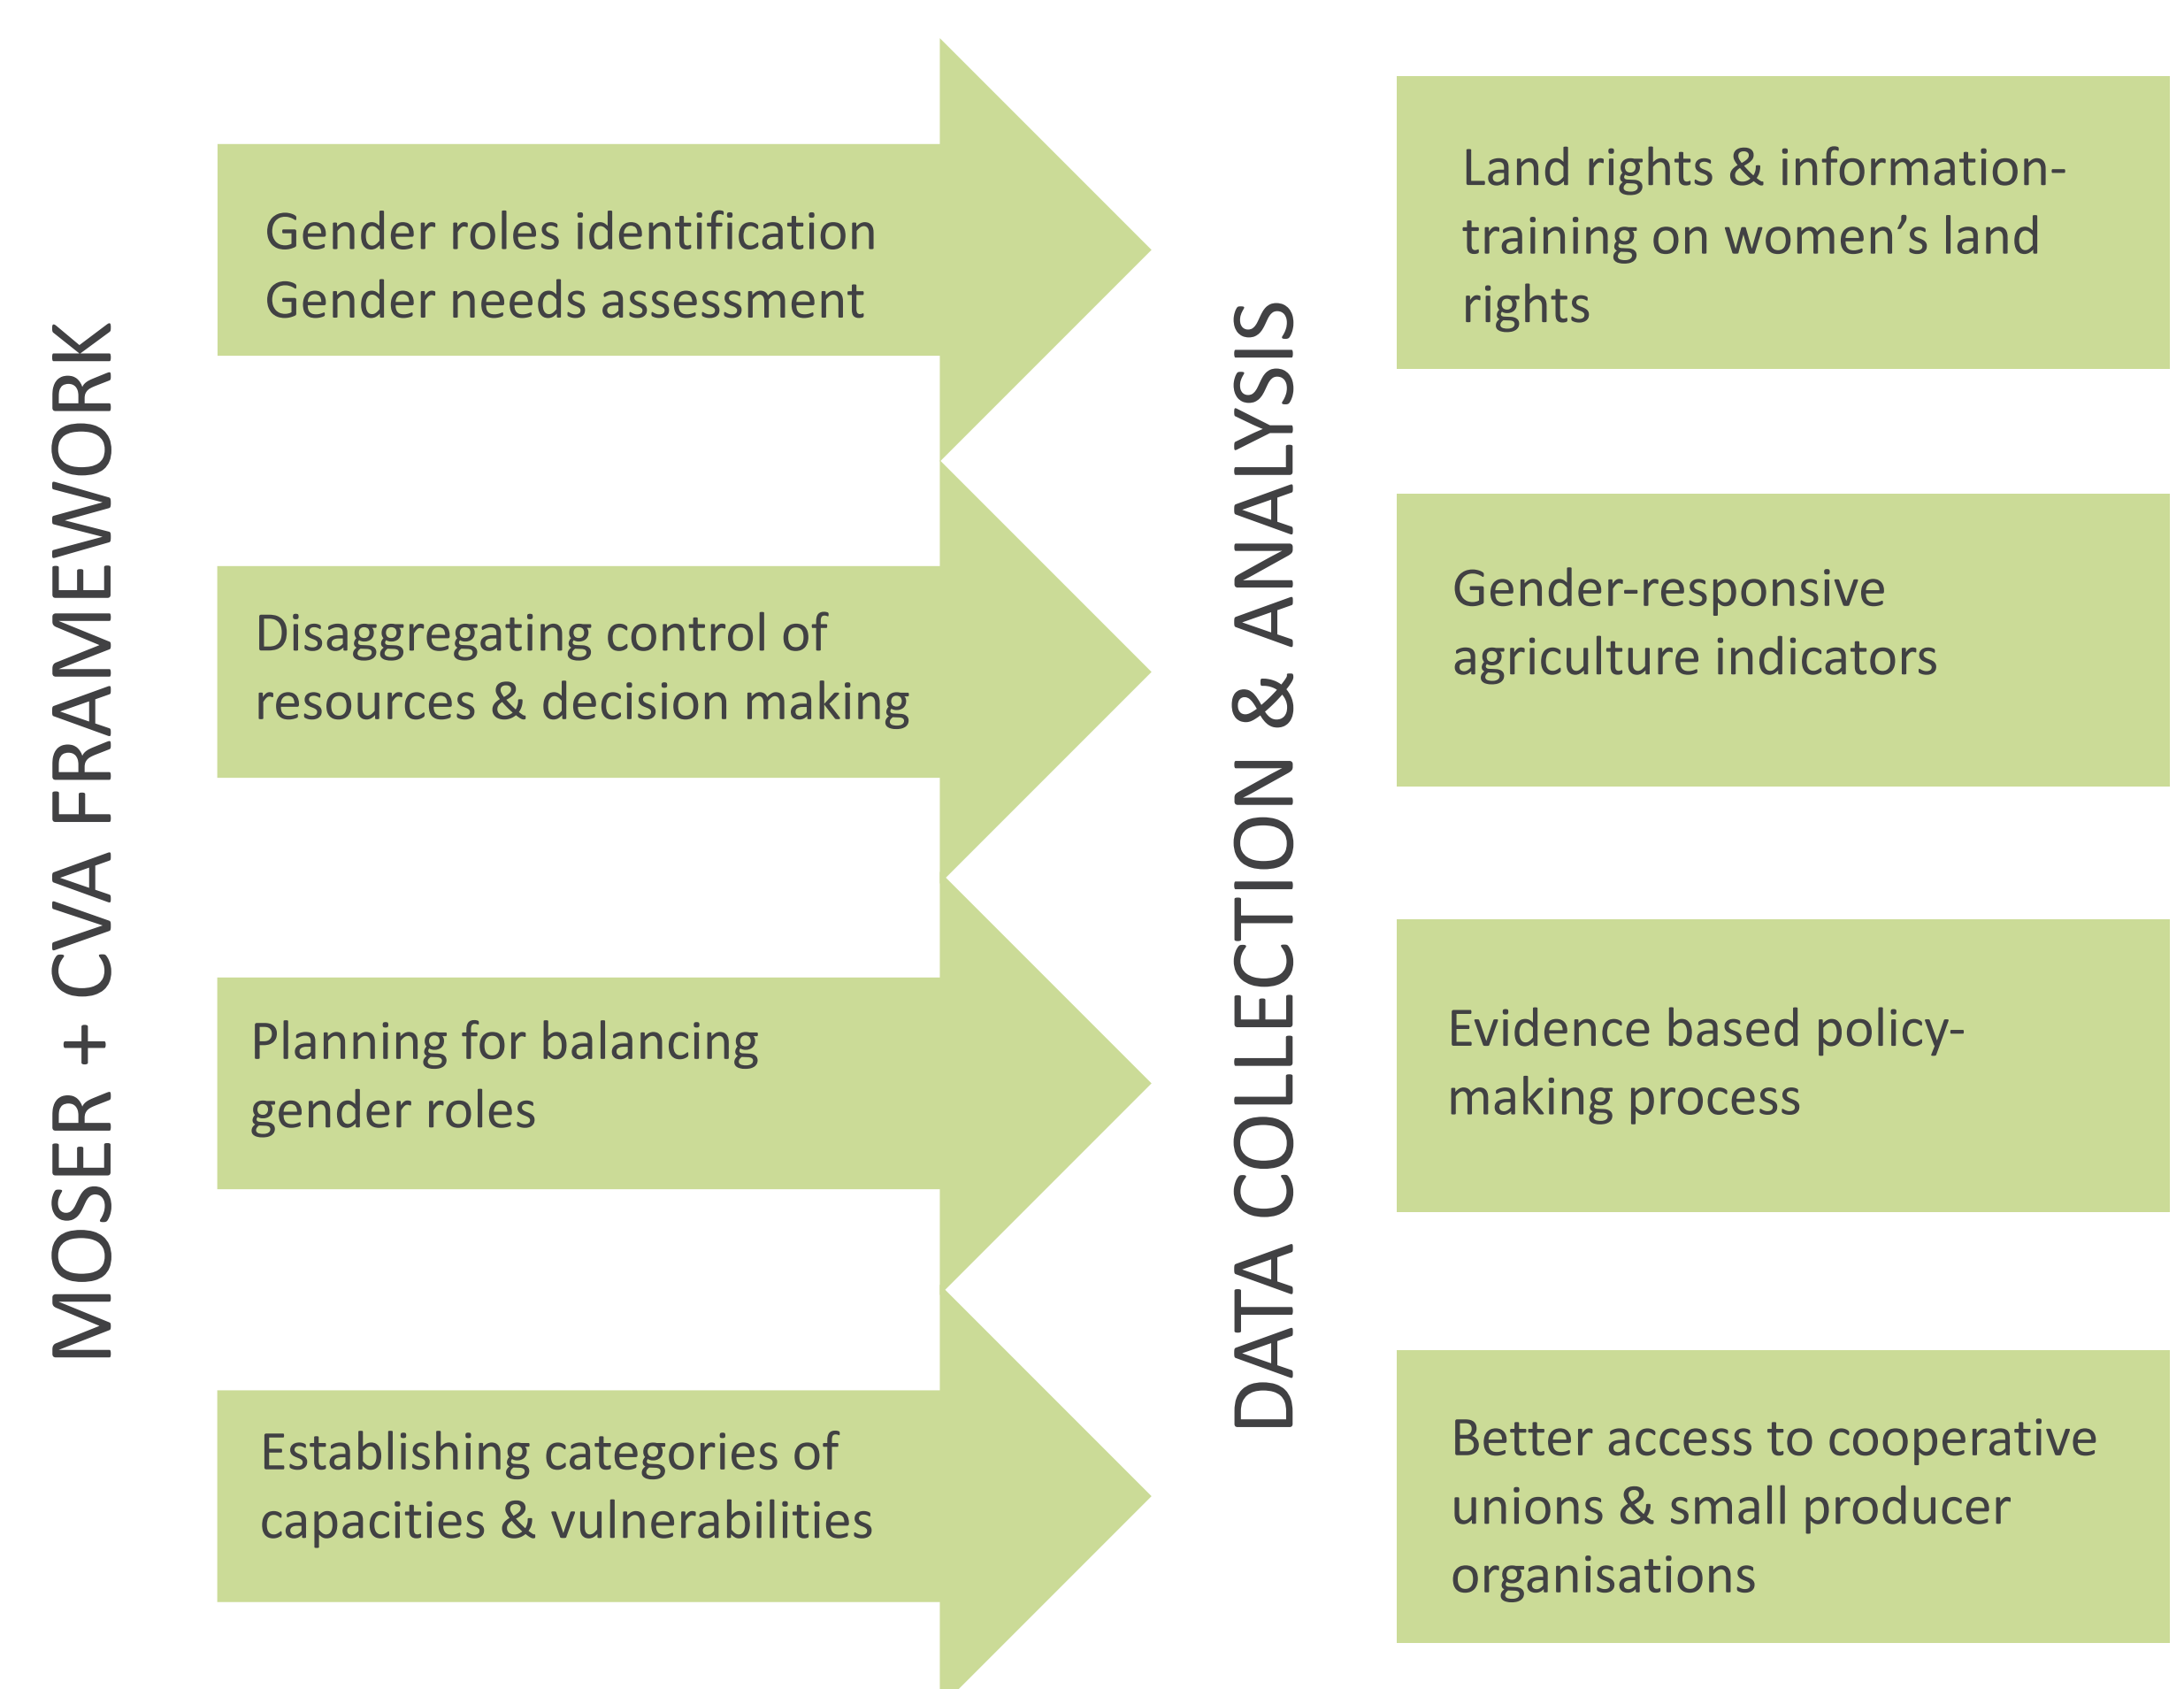 MOSER + CVA FRAMEWORK
Gender roles identification
Gender needs assessment
Disaggregating control of
resources & decision making
Planning for balancing
gender roles
Establishing categories of
capacities & vulnerabilities
DATA COLLECTION & ANALYSIS
Land rights & information-
training on women’s land
rights
Gender-responsive
agriculture indicators
Evidence based policy-
making process
Better access to cooperative
unions & small producer
organisations